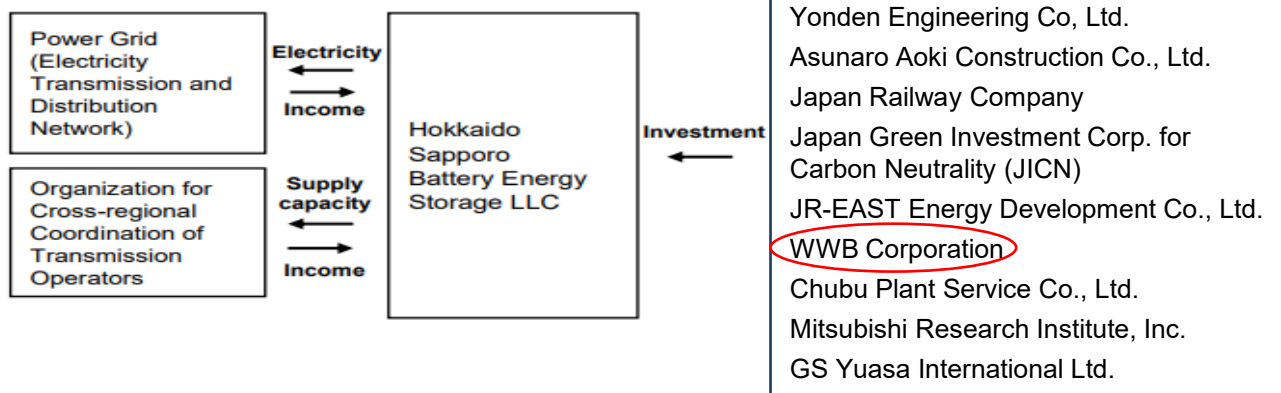 Power Grid
(Electricity
Transmission and
Distribution
Network)
Electricity
Income
Organization for
Cross-regional
Coordination of
Transmission
Operators
Supply
capacity
Income
Hokkaido
Sapporo
Battery Energy
Storage LLC
Investment
Yonden Engineering Co, Ltd.
Asunaro Aoki Construction Co., Ltd.
Japan Railway Company
Japan Green Investment Corp. for
Carbon Neutrality (JICN)
JR-EAST Energy Development Co., Ltd.
WWB Corporation
Chubu Plant Service Co., Ltd.
Mitsubishi Research Institute, Inc.
GS Yuasa International Ltd.